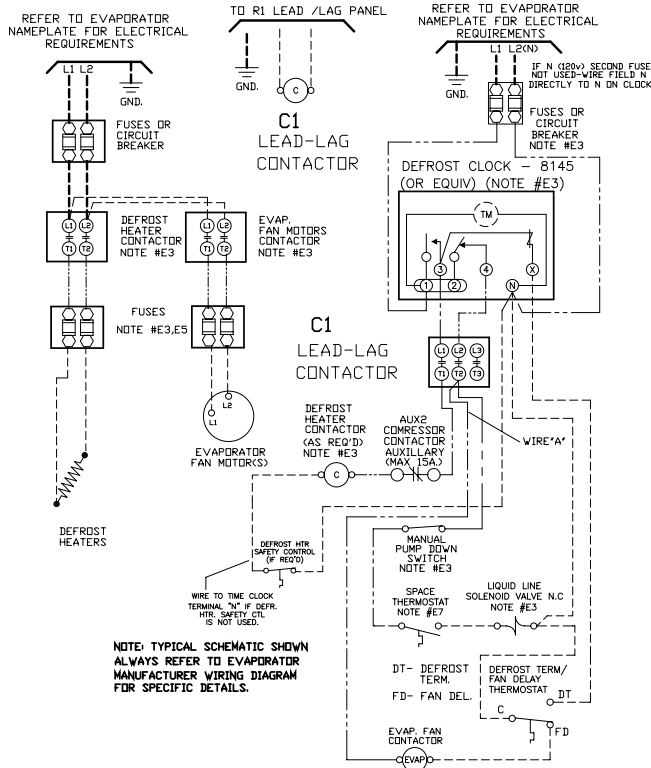 REFER TO EVAPORATOR
NAMEPLATE FOR ELECTRICAL
REQUIREMENTS
L1 L2
GND.
FUSES OR
CIRCUIT
BREAKER
TO R1 LEAD /LAG PANEL
GND.
C
C1
LEAD-LAG
CONTACTOR
REFER TO EVAPORATOR
NAMEPLATE FOR ELECTRICAL
REQUIREMENTS
L1 L2(N)
GND.
IF N (120v) SECOND FUSE
NOT USED-WIRE FIELD N
DIRECTLY TO N ON CLOCK
FUSES OR
CIRCUIT
BREAKER
NOTE #E3
DEFROST CLOCK - 8145
(OR EQUIV) (NOTE #E3)
TM
3 4 X
1 2 N
L1 L2
T1 T2
DEFROST
HEATER
CONTACTOR
NOTE #E3
L1 L2
T1 T2
EVAP.
FAN MOTORS
CONTACTOR
NOTE #E3
FUSES
NOTE #E3,E5
C1
LEAD-LAG
CONTACTOR
L1 L2 L3
T1 T2 T3
L1
L2
EVAPORATOR
FAN MOTOR(S)
DEFROST
HEATER
CONTACTOR
(AS REQ'D)
NOTE #E3
C
AUX2
COMRESSOR
CONTACTOR
AUXILLARY
(MAX 15A.)
WIRE"A"
DEFROST
HEATERS
DEFROST HTR
SAFETY CONTROL
(IF REQ'D)
MANUAL
PUMP DOWN
SWITCH
NOTE #E3
WIRE TO TIME CLOCK
TERMINAL "N" IF DEFR.
HTR. SAFETY CTL
IS NOT USED.
SPACE
THERMOSTAT
NOTE #E7
LIQUID LINE
SOLENOID VALVE N.C
NOTE #E3
NOTE: TYPICAL SCHEMATIC SHOWN
ALWAYS REFER TO EVAPORATOR
MANUFACTURER WIRING DIAGRAM
FOR SPECIFIC DETAILS.
DT- DEFROST
TERM.
FD- FAN DEL.
DEFROST TERM/
FAN DELAY
THERMOSTAT
DT
C
FD
EVAP. FAN
CONTACTOR
EVAP